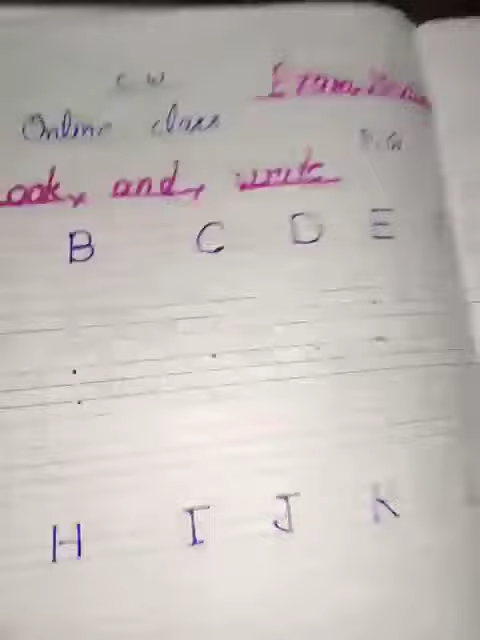 C.W
Online class
ook, and, write
B C D E
H I J K